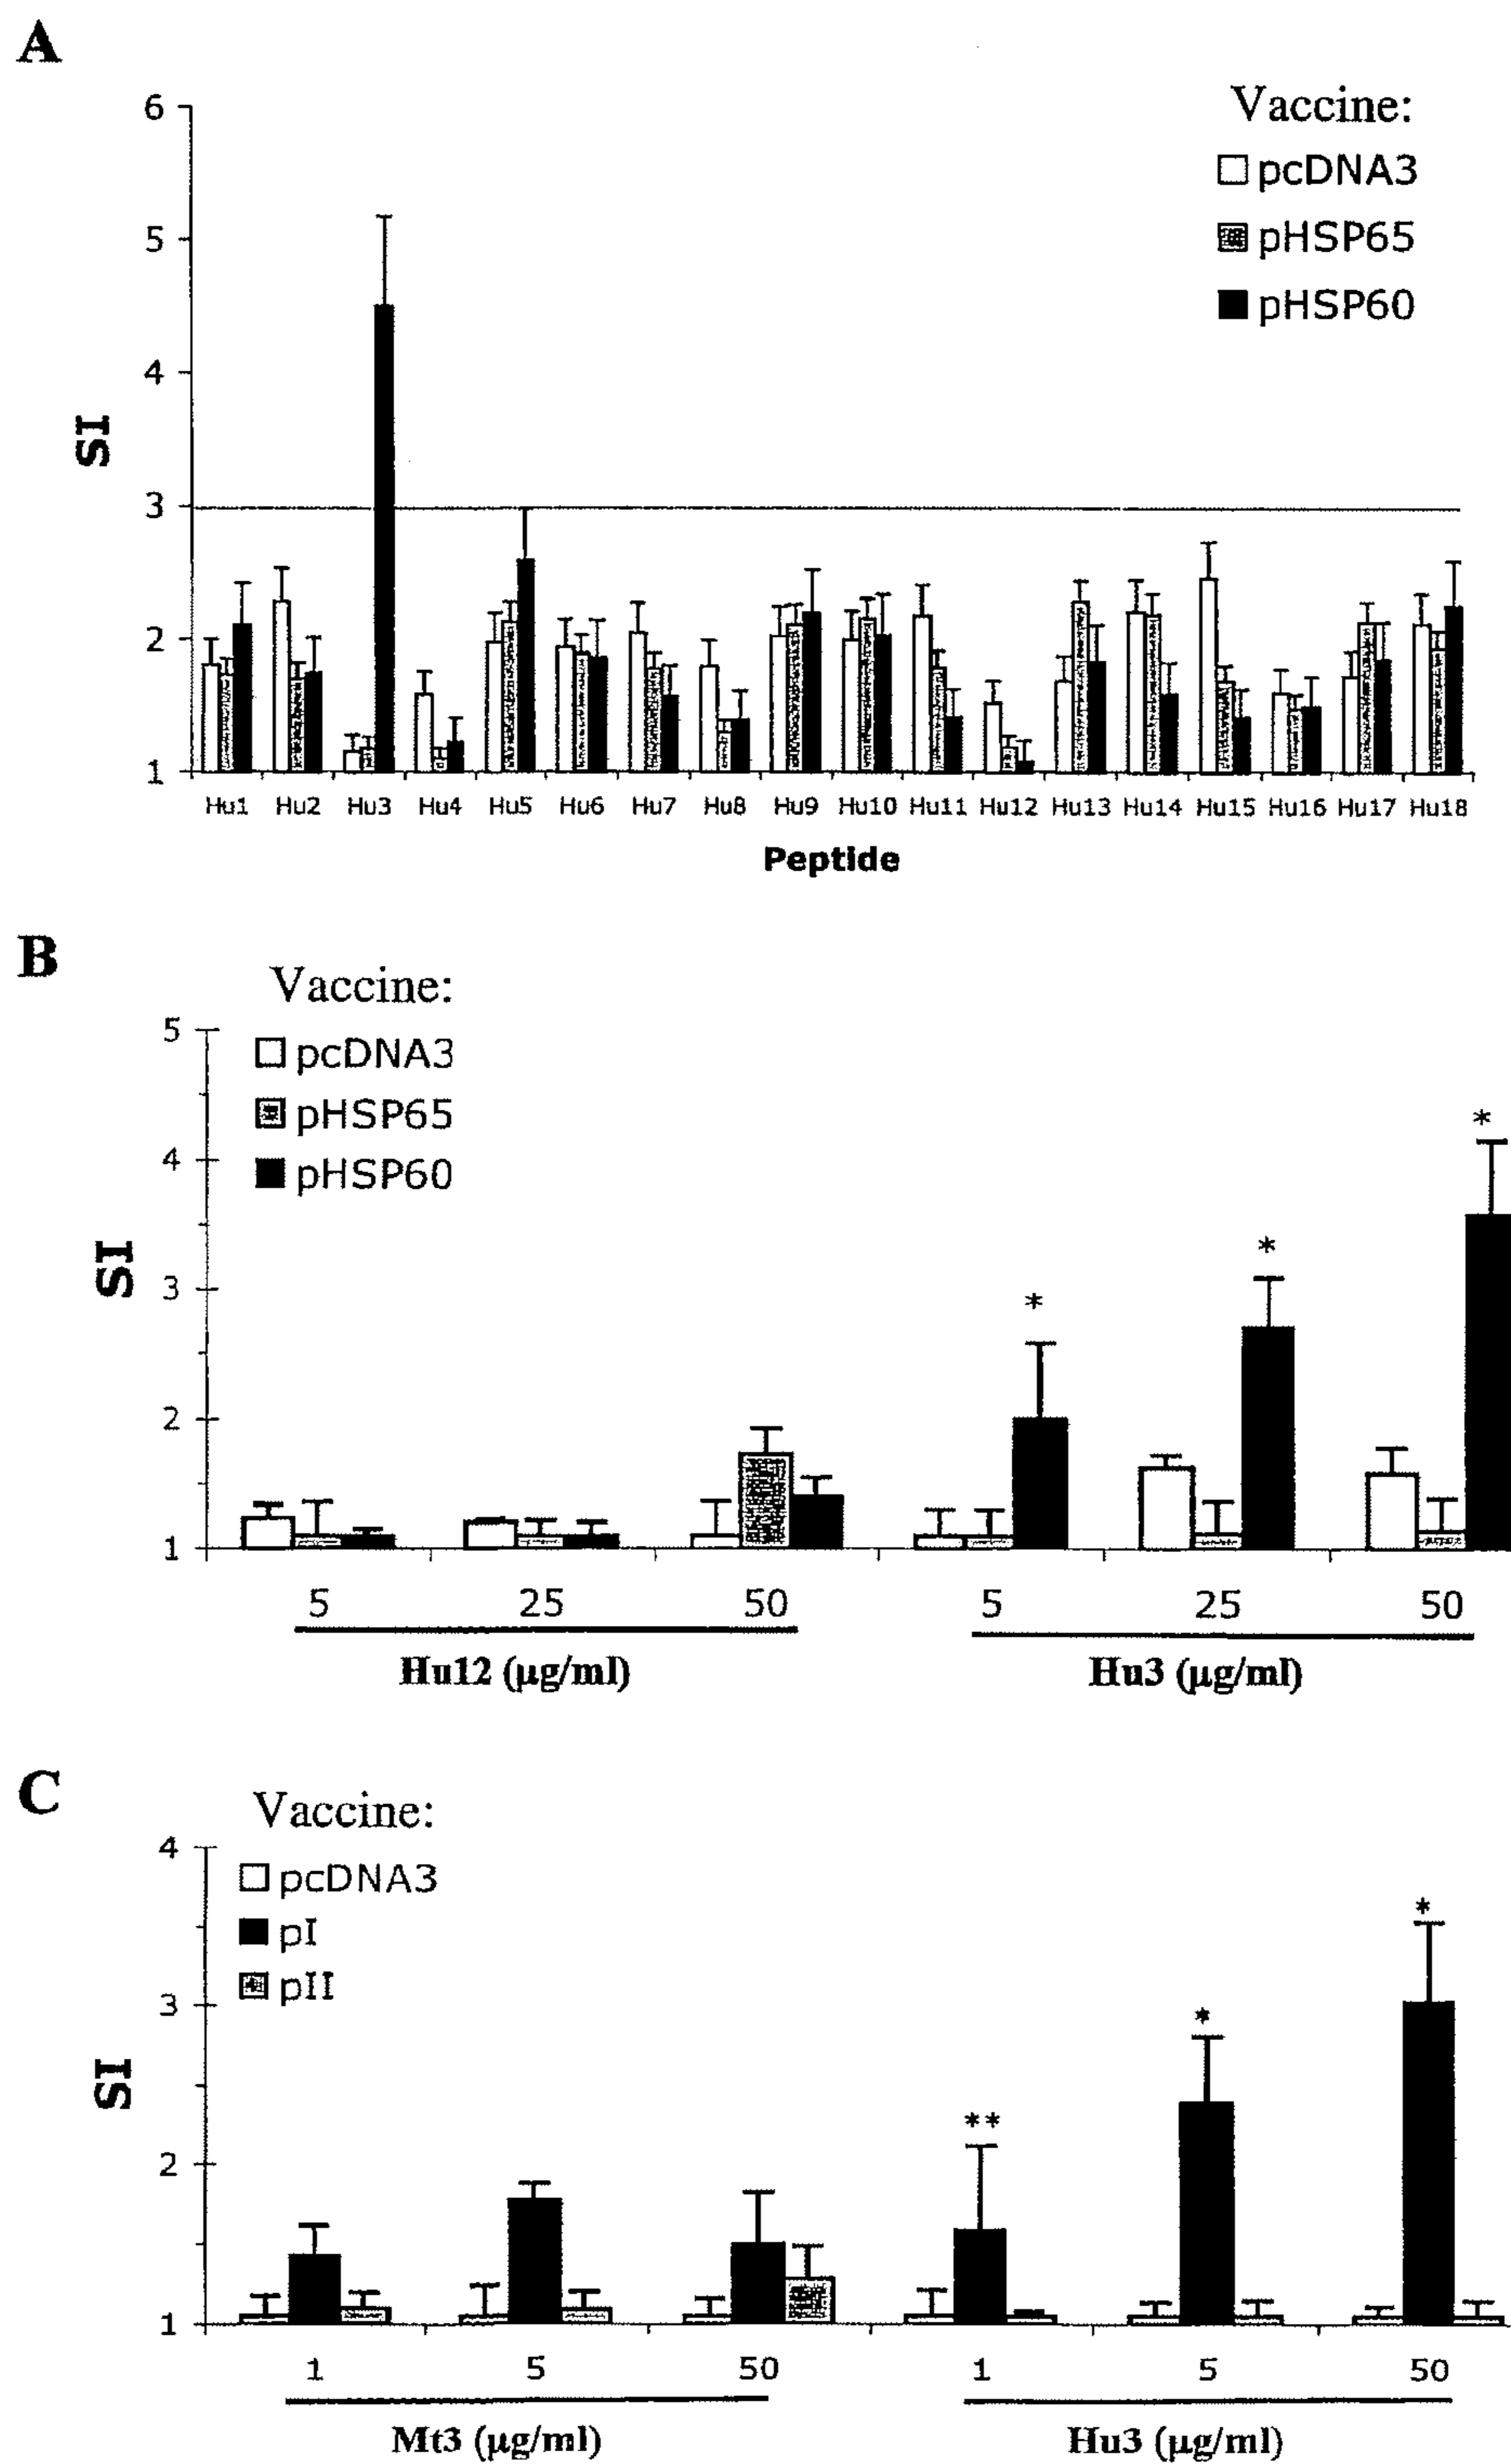 A
Vaccine:
pcDNA3
pHSP65
pHSP60
6
5
4
3
2
1
SI
Hu1 Hu2 Hu3 Hu4 Hu5 Hu6 Hu7 Hu8 Hu9 Hu10 Hu11 Hu12 Hu13 Hu14 Hu15 Hu16 Hu17 Hu18
Peptide
B
Vaccine:
pcDNA3
pHSP65
pHSP60
5
4
3
2
1
SI
* * *
5 25 50 5 25 50
Hu12 (µg/ml) Hu3 (µg/ml)
C
Vaccine:
pcDNA3
pI
pII
4
3
2
1
SI
** * *
1 5 50 1 5 50
Mt3 (µg/ml) Hu3 (µg/ml)